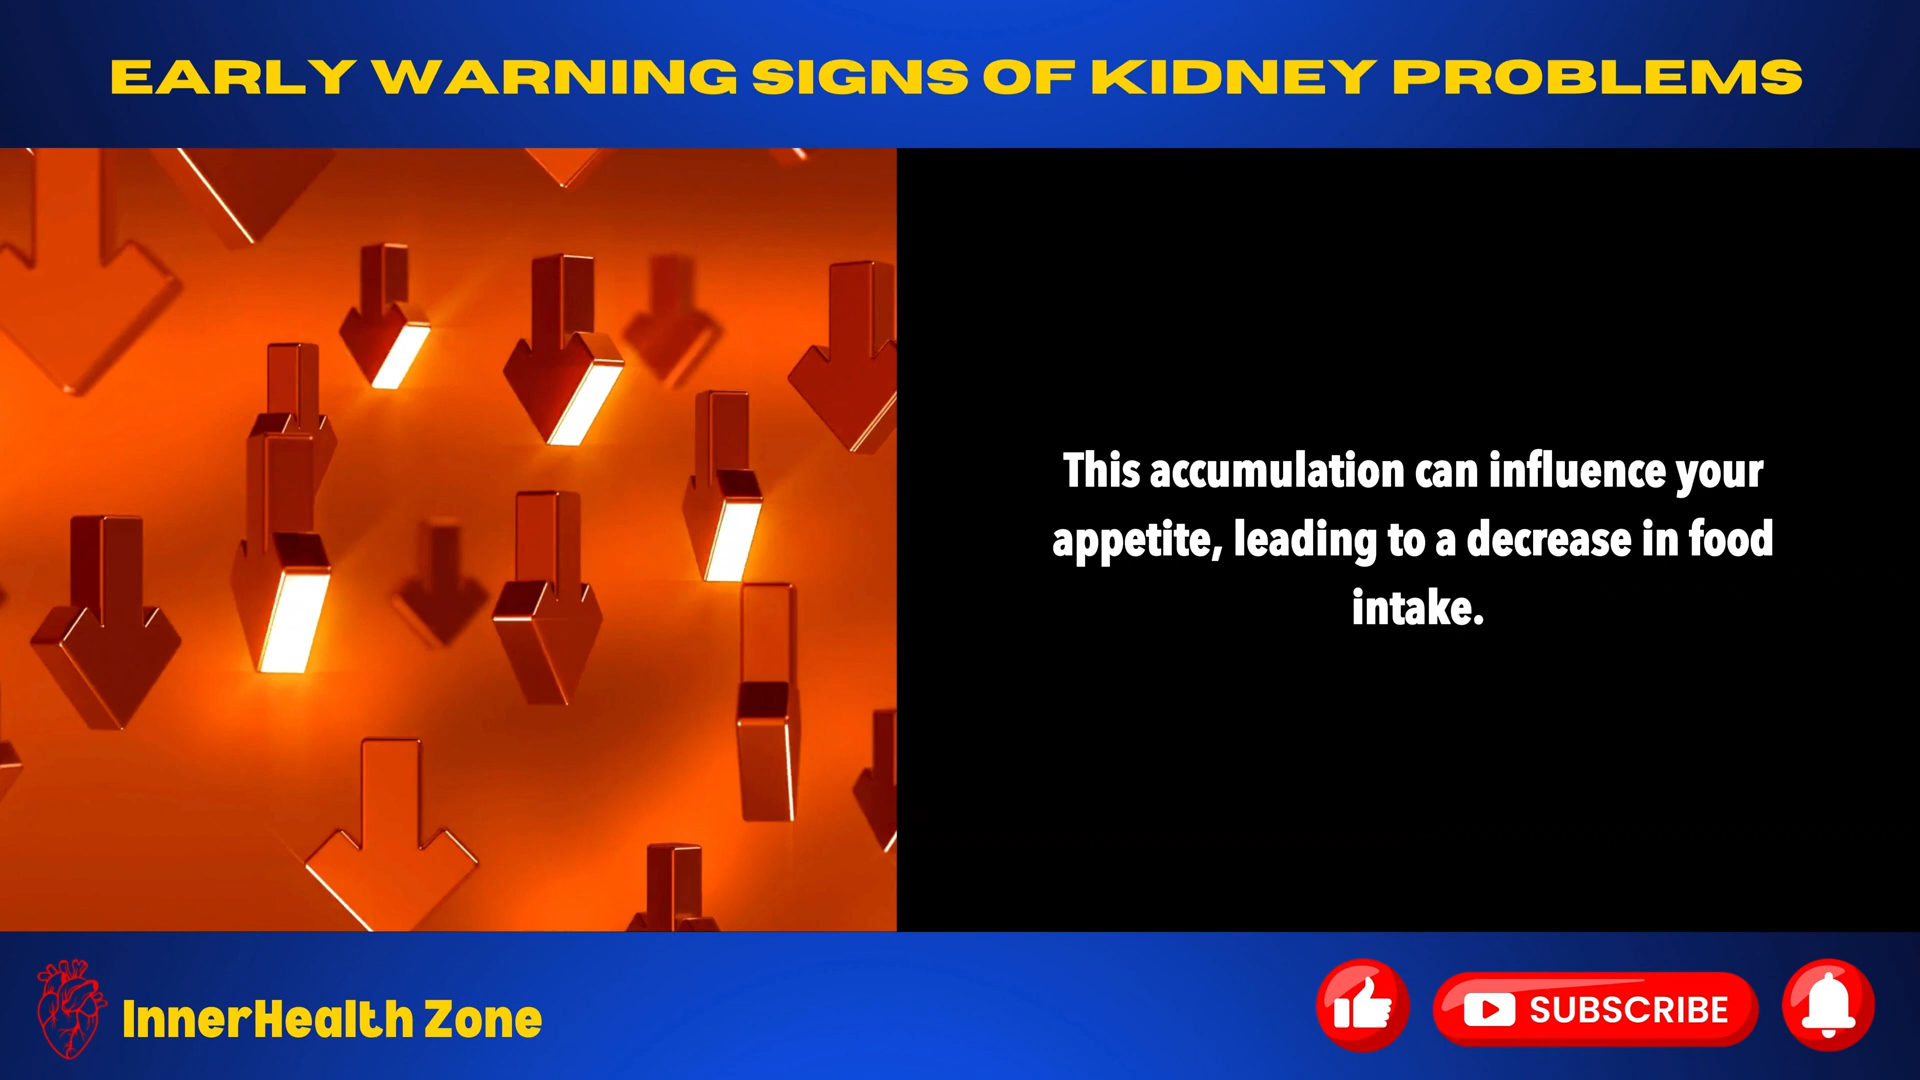 EARLY WARNING SIGNS OF KIDNEY PROBLEMS
This accumulation can influence your
appetite, leading to a decrease in food
intake.
InnerHealth Zone
SUBSCRIBE